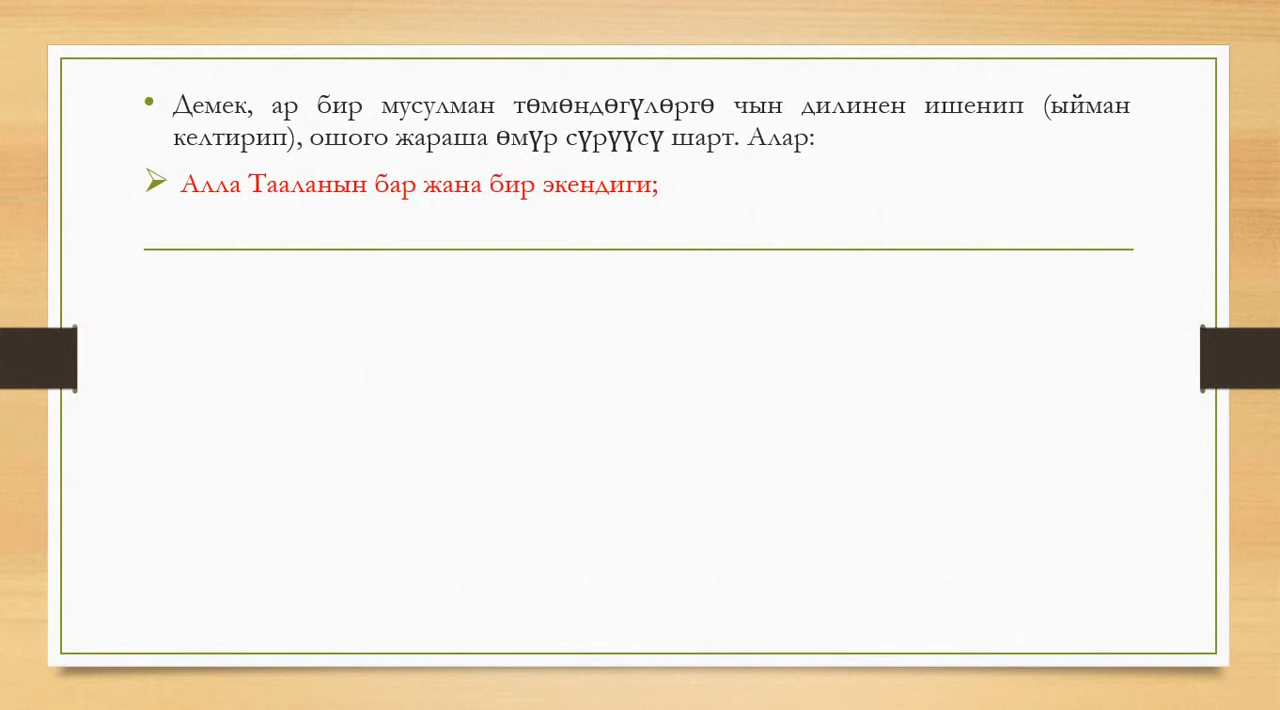 • Демек, ар бир мусулман төмөндөгүлөргө чын дилинен ишенип (ыйман
келтирип), ошого жараша өмүр сүрүүсү шарт. Алар:
➢ Алла Тааланын бар жана бир экендиги;